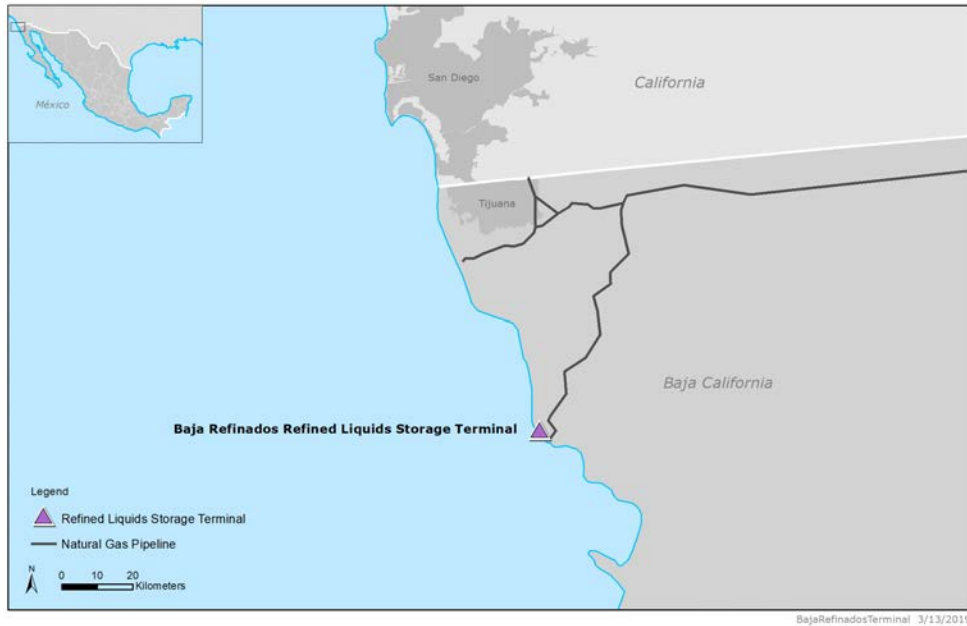 México
San Diego
California
Tijuana
Baja California
Baja Refinados Refined Liquids Storage Terminal
Legend
Refined Liquids Storage Terminal
Natural Gas Pipeline
N
0 10 20
Kilometers
BajaRefinadosTerminal 3/13/2019